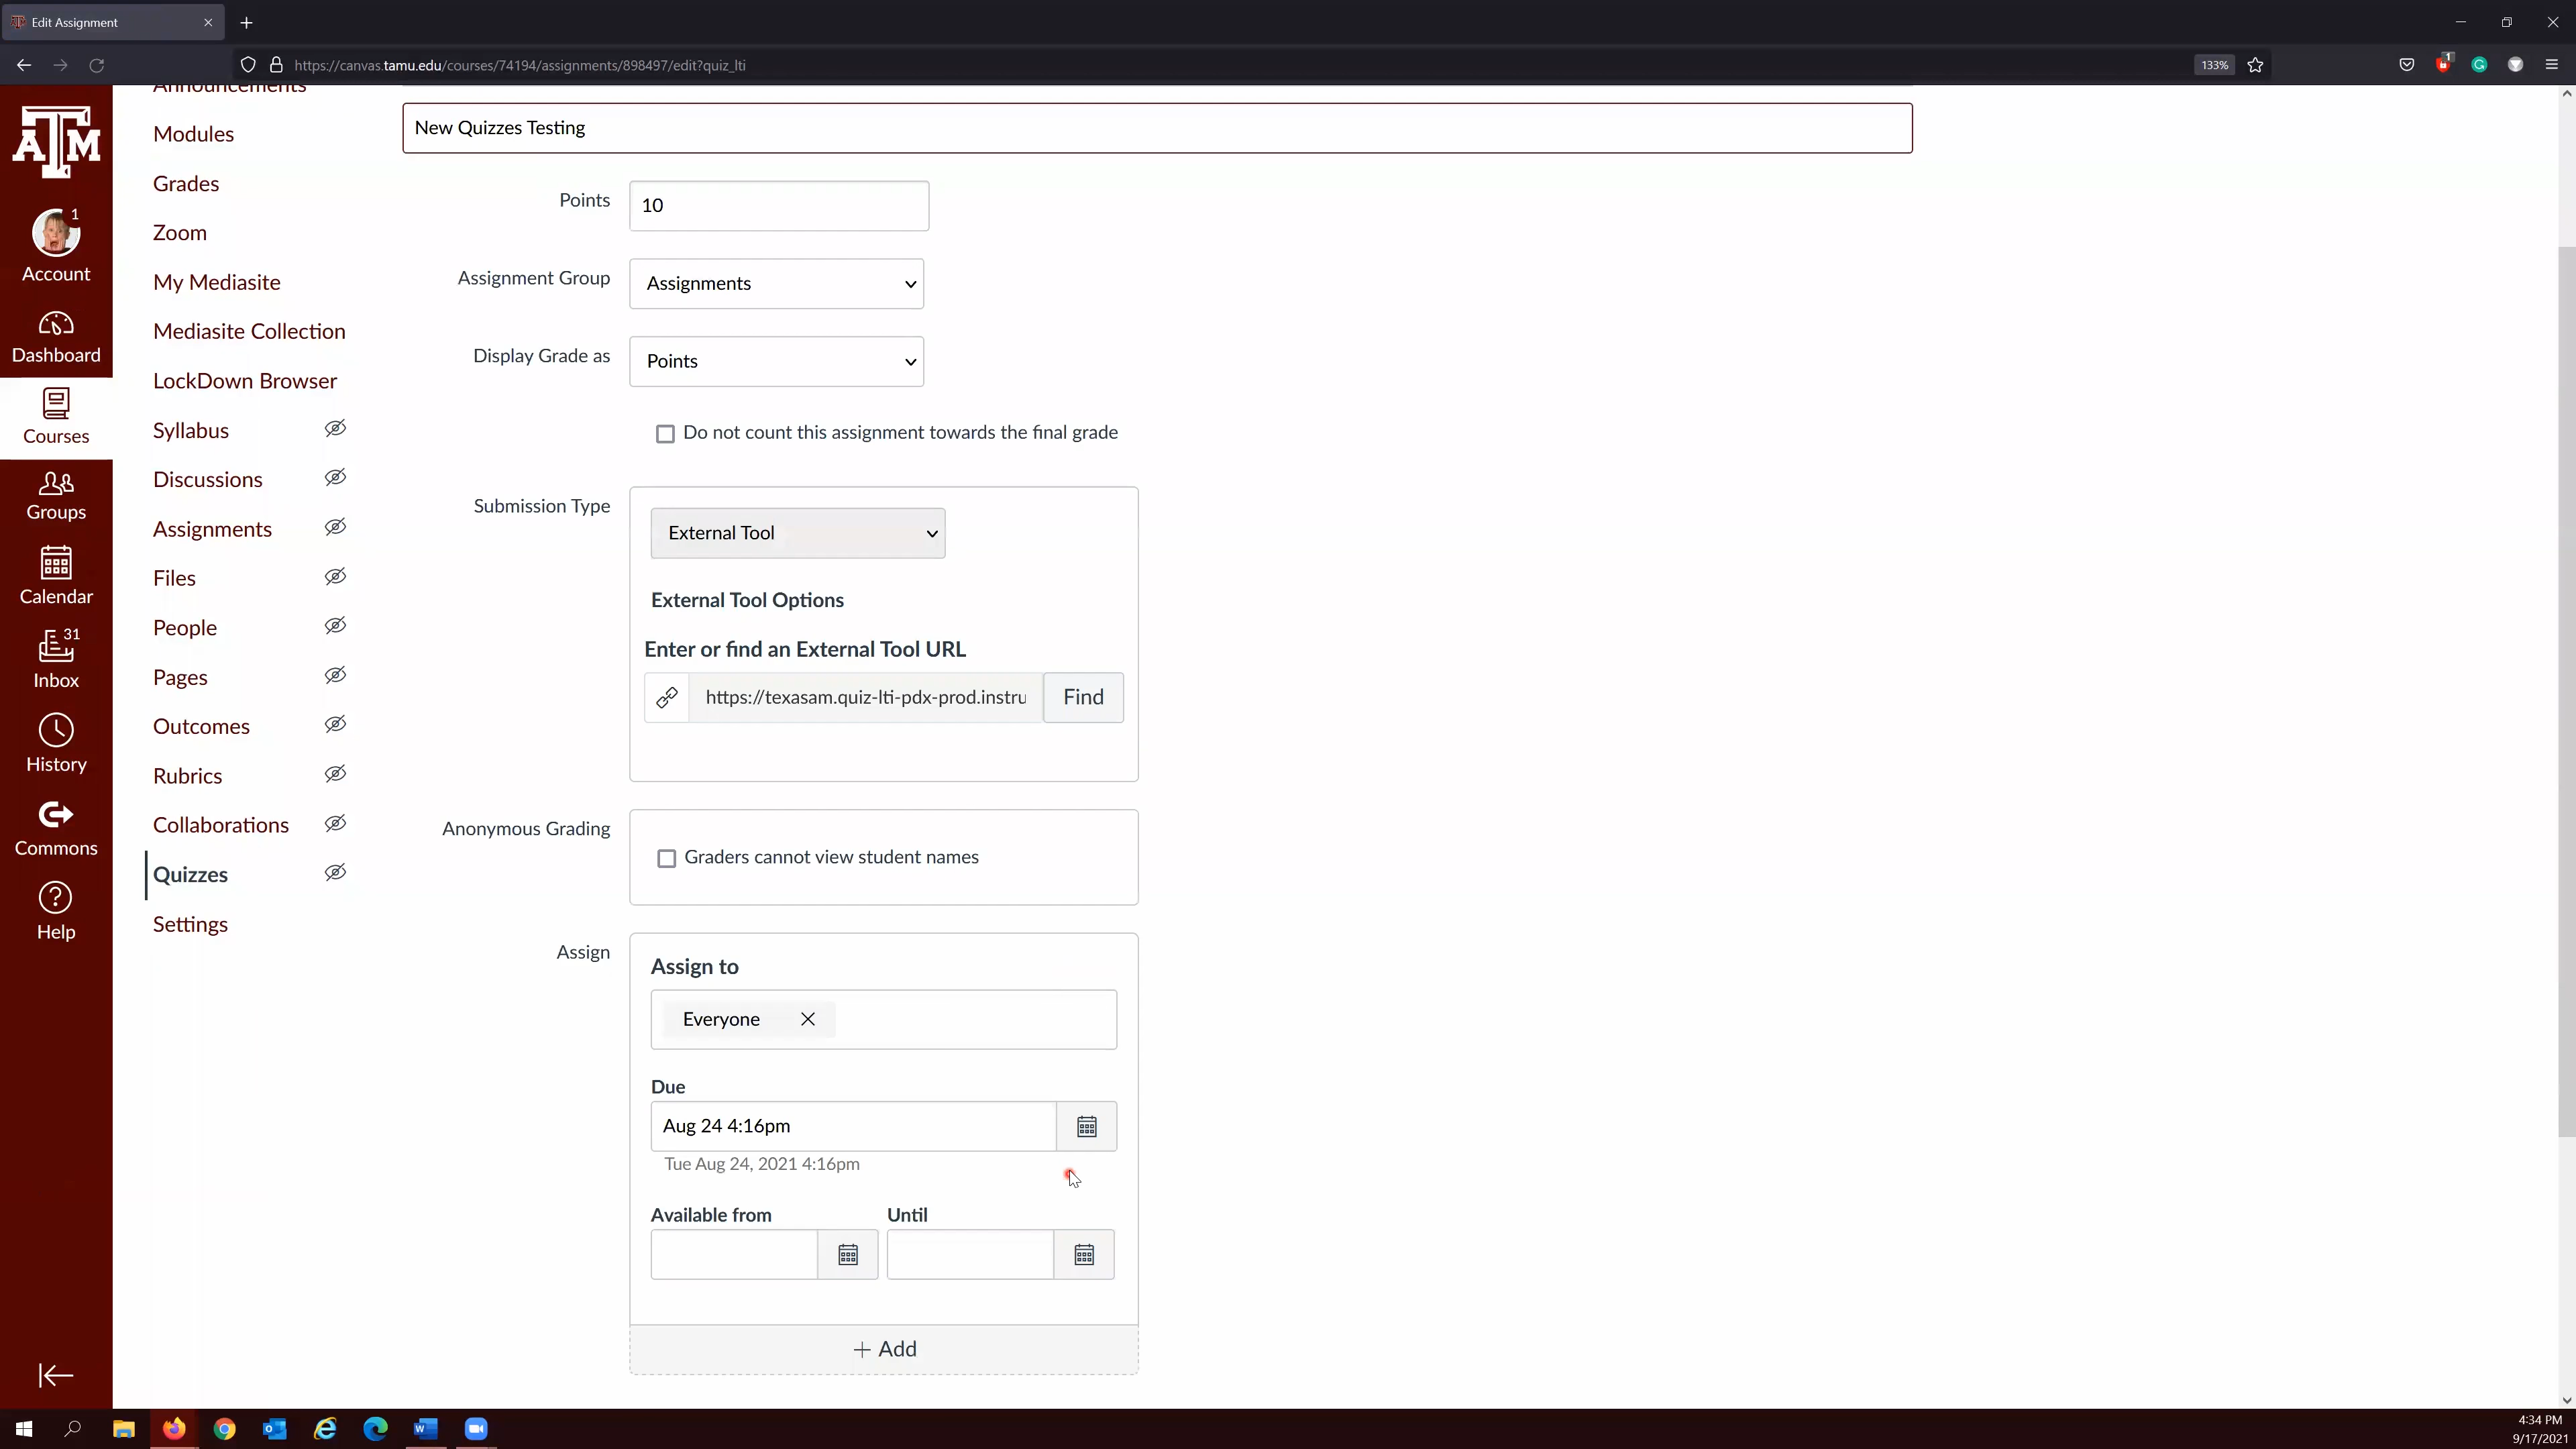 Edit Assignment
https://canvas.tamu.edu/courses/74194/assignments/898497/edit?quiz_lti
133%
1
Announcements
Modules
Grades
Zoom
My Mediasite
Mediasite Collection
LockDown Browser
Syllabus
Discussions
Assignments
Files
People
Pages
Outcomes
Rubrics
Collaborations
Quizzes
Settings
ATM
1
Account
Dashboard
Courses
Groups
Calendar
31
Inbox
History
Commons
Help
New Quizzes Testing
Points
10
Assignment Group
Assignments
Display Grade as
Points
Do not count this assignment towards the final grade
Submission Type
External Tool
External Tool Options
Enter or find an External Tool URL
https://texasam.quiz-lti-pdx-prod.instru
Find
Anonymous Grading
Graders cannot view student names
Assign
Assign to
Everyone
Due
Aug 24 4:16pm
Tue Aug 24, 2021 4:16pm
Available from
Until
+ Add
4:34 PM
9/17/2021